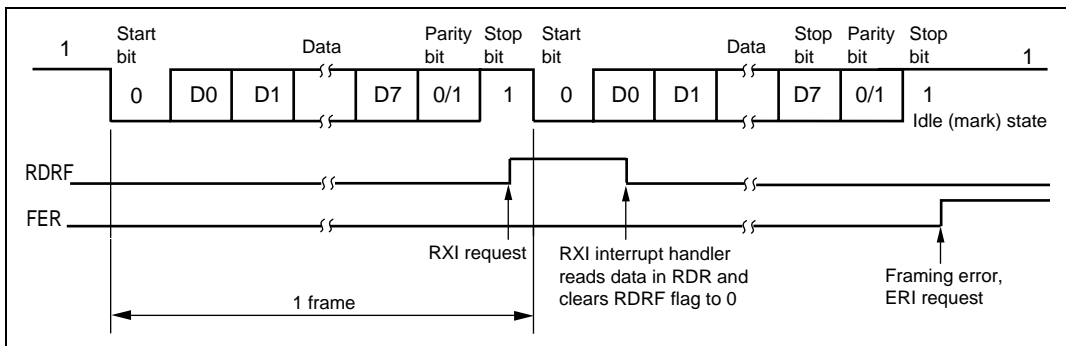 1
Start bit
Data
Parity bit
Stop bit
Start bit
Data
Stop bit
Parity bit
Stop bit
1
0
D0
D1
D7
0/1
1
0
D0
D1
D7
0/1
1
Idle (mark) state
RDRF
FER
RXI request
RXI interrupt handler
reads data in RDR and
clears RDRF flag to 0
Framing error,
ERI request
1 frame